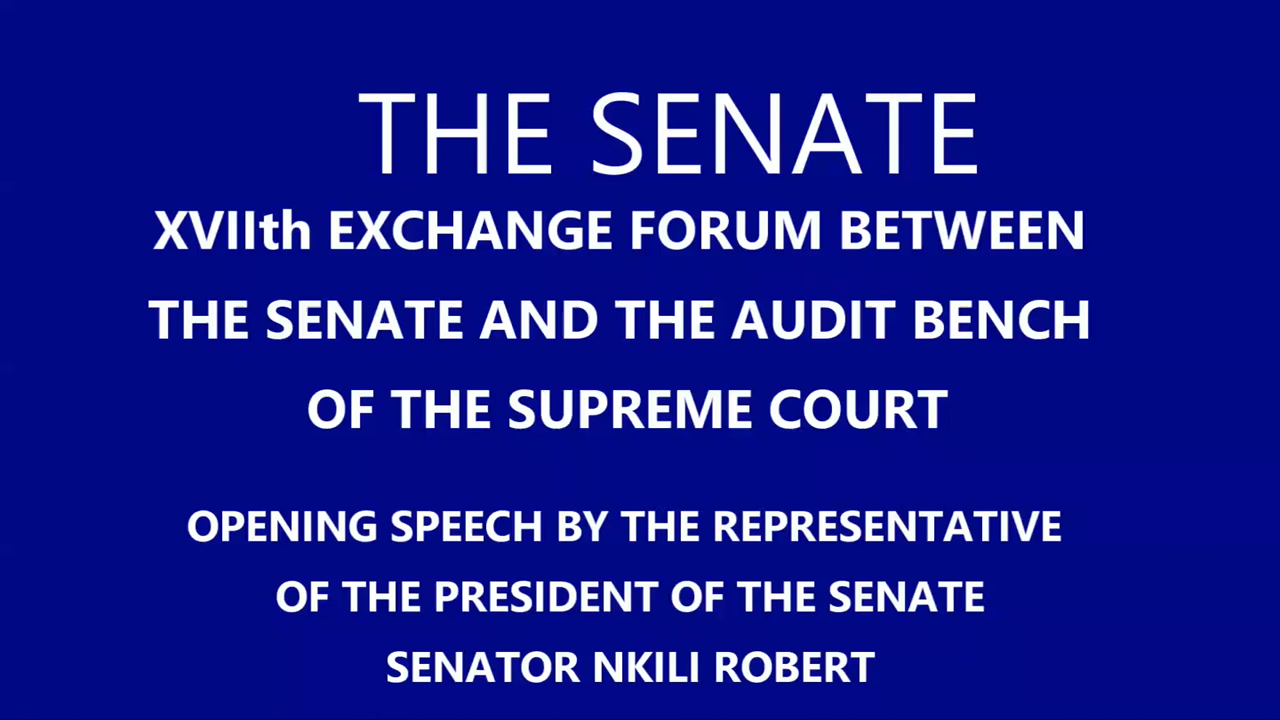 THE SENATE
XVIIth EXCHANGE FORUM BETWEEN
THE SENATE AND THE AUDIT BENCH
OF THE SUPREME COURT
OPENING SPEECH BY THE REPRESENTATIVE
OF THE PRESIDENT OF THE SENATE
SENATOR NKILI ROBERT